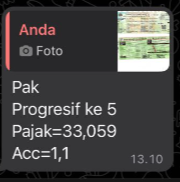 Anda
Foto
Pak
Progresif ke 5
Pajak=33,059
Acc=1,1
13.10